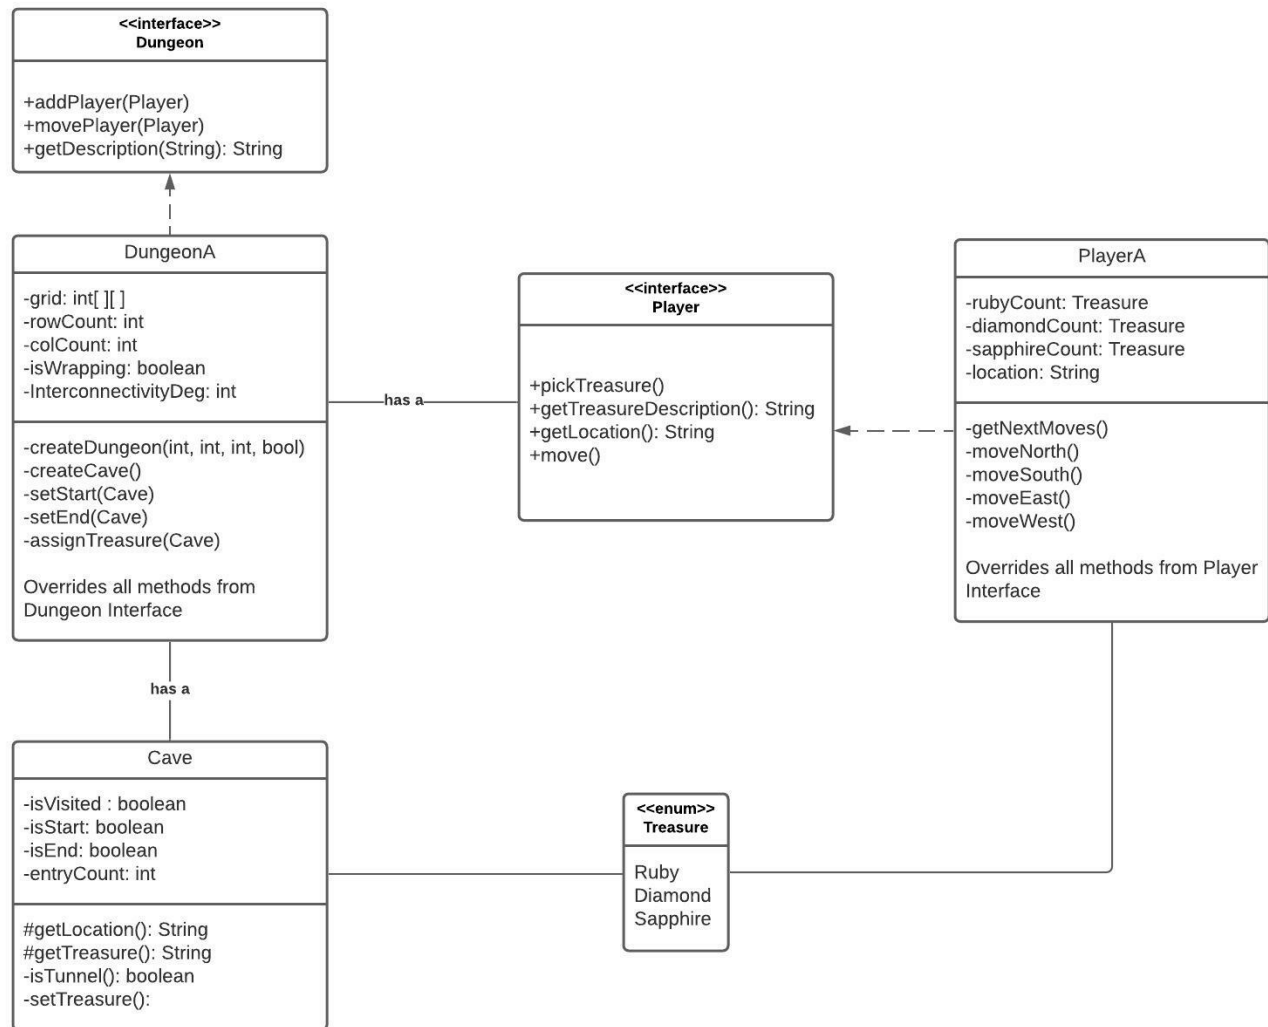 <<interface>>
Dungeon
+addPlayer(Player)
+movePlayer(Player)
+getDescription(String): String
DungeonA
-grid: int[ ][ ]
-rowCount: int
-colCount: int
-isWrapping: boolean
-InterconnectivityDeg: int
-createDungeon(int, int, int, bool)
-createCave()
-setStart(Cave)
-setEnd(Cave)
-assignTreasure(Cave)
Overrides all methods from
Dungeon Interface
has a
<<interface>>
Player
+pickTreasure()
+getTreasureDescription(): String
+getLocation(): String
+move()
PlayerA
-rubyCount: Treasure
-diamondCount: Treasure
-sapphireCount: Treasure
-location: String
-getNextMoves()
-moveNorth()
-moveSouth()
-moveEast()
-moveWest()
Overrides all methods from Player
Interface
has a
Cave
-isVisited : boolean
-isStart: boolean
-isEnd: boolean
-entryCount: int
#getLocation(): String
#getTreasure(): String
-isTunnel(): boolean
-setTreasure():
<<enum>>
Treasure
Ruby
Diamond
Sapphire